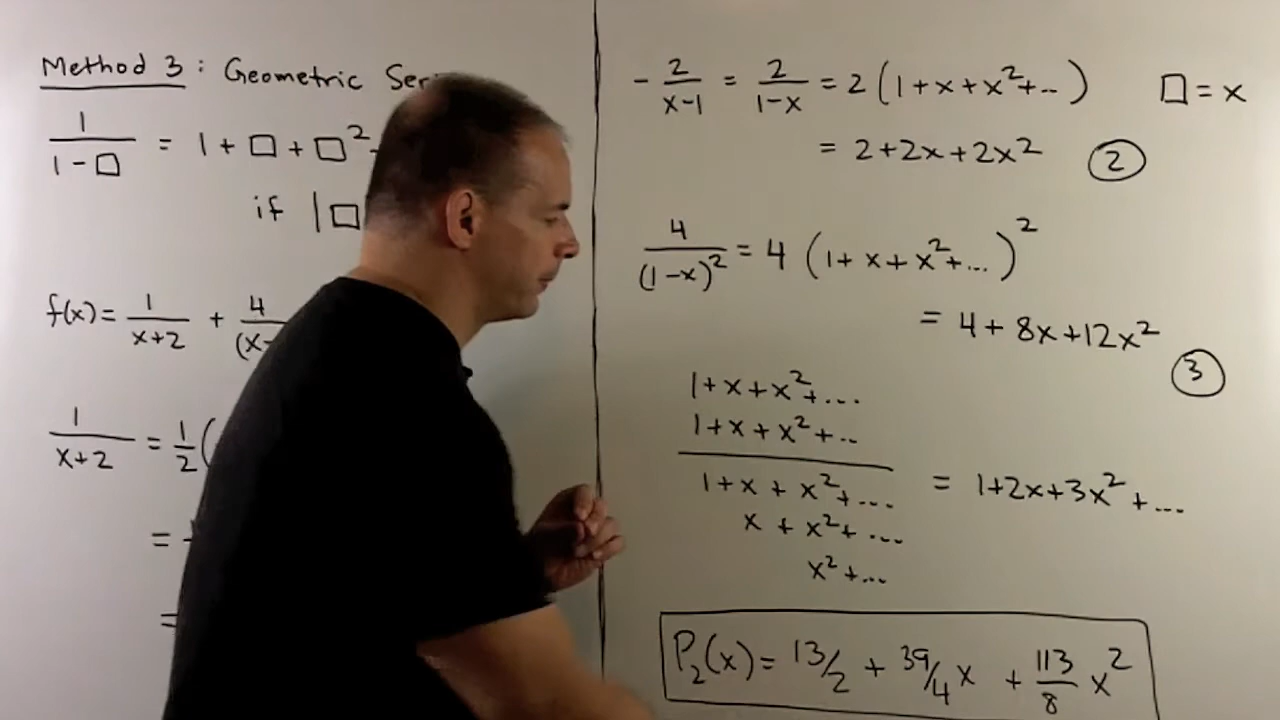 Method 3 : Geometric
1/(1-□) = 1 + □ + □²
if |□
f(x) = 1/(x+2) + 4/(x-
1/(x+2) = 1/2 (
=
=
- 2/(x-1) = 2/(1-x) = 2 (1+x+x²+...) □ = x
= 2+2x+2x² ②
4/(1-x)² = 4 (1+x+x²+...)²
= 4+8x+12x²
③
1+x+x²+...
1+x+x²+...
1+x+x²+... = 1+2x+3x²+...
x+x²+...
x²+...
P₂(x) = 13/2 + 39/4 x + 113/8 x²